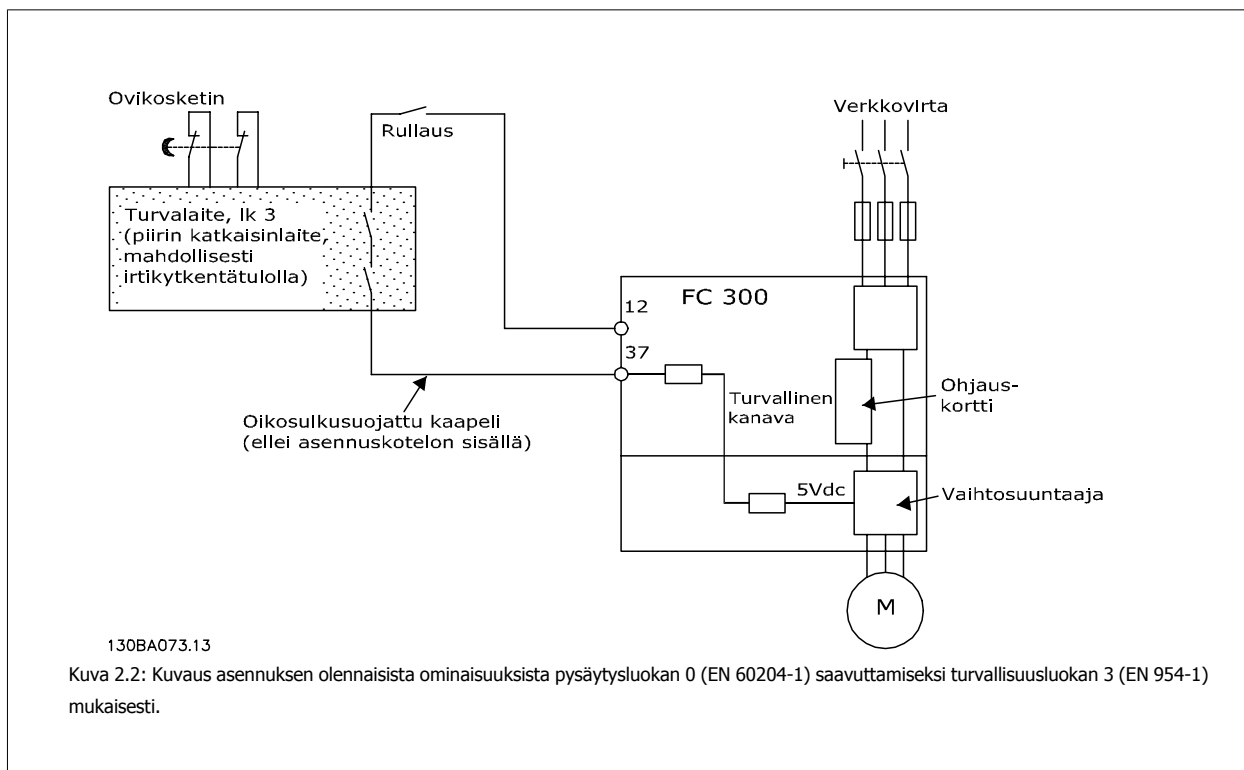 Ovikosketin
Rullaus
Verkkovirta
Turvalaite, lk 3
(piirin katkaisinlaite,
mahdollisesti
irtikytkentätulolla)
12
FC 300
37
Turvallinen
kanava
Ohjaus-
kortti
Oikosulkusuojattu kaapeli
(ellei asennuskotelon sisällä)
5Vdc
Vaihtosuuntaaja
M
130BA073.13
Kuva 2.2: Kuvaus asennuksen olennaisista ominaisuuksista pysäytysluokan 0 (EN 60204-1) saavuttamiseksi turvallisuusluokan 3 (EN 954-1)
mukaisesti.